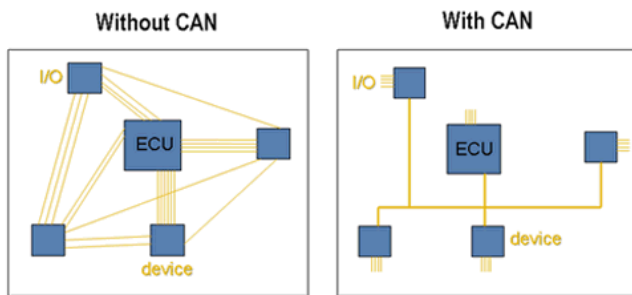 Without CAN
With CAN
I/O
ECU
device
I/O
ECU
device